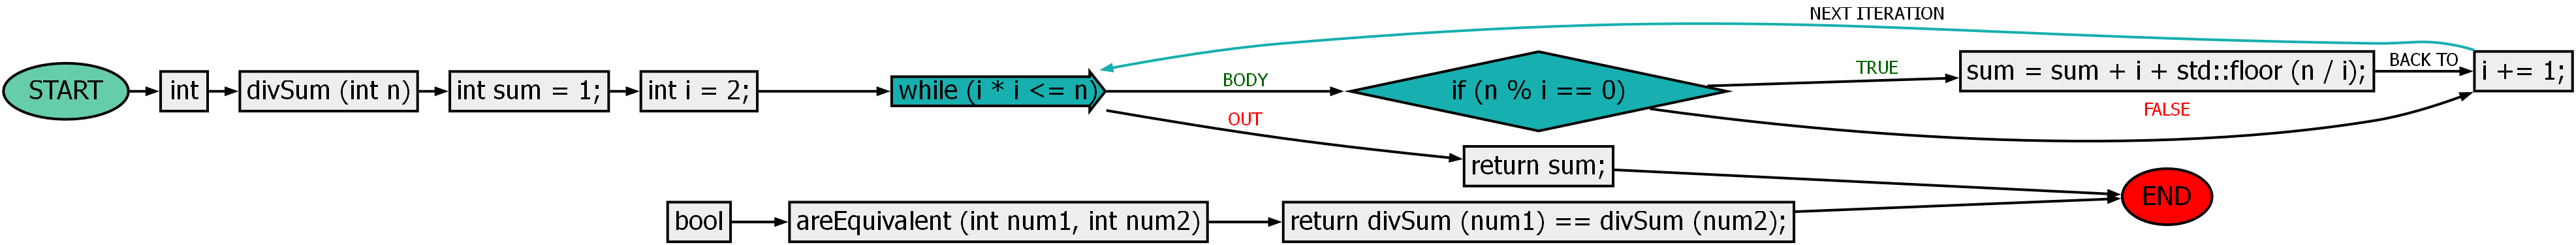 START
int
divSum (int n)
int sum = 1;
int i = 2;
while (i * i <= n)
BODY
OUT
if (n % i == 0)
TRUE
FALSE
sum = sum + i + std::floor (n / i);
BACK TO
i += 1;
NEXT ITERATION
return sum;
bool
areEquivalent (int num1, int num2)
return divSum (num1) == divSum (num2);
END